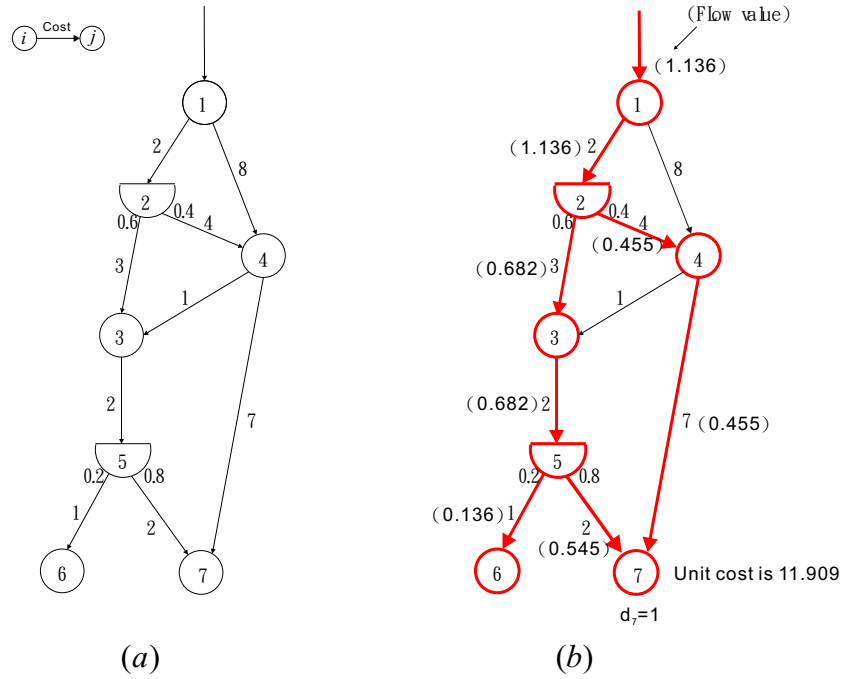 Cost
i j
1
2 8
2
0.6 0.4 4
4
3
1
3
2
7
5
0.2 0.8
1 2
6 7
(a)
(Flow value)
(1.136)
1
(1.136) 2
8
2
0.6 0.4 4
(0.455)
4
(0.682) 3
1
3
(0.682) 2
7 (0.455)
5
0.2 0.8
(0.136) 1 2
(0.545)
6 7 Unit cost is 11.909
d₇=1
(b)